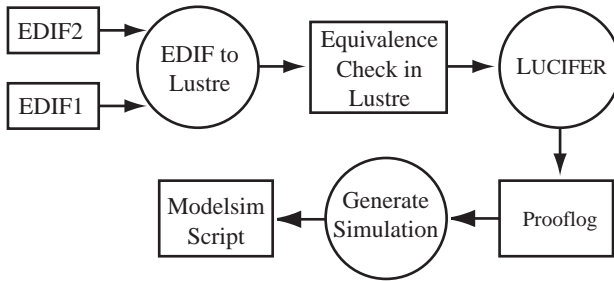 EDIF2
EDIF1
EDIF to
Lustre
Equivalence
Check in
Lustre
LUCIFER
Prooflog
Generate
Simulation
Modelsim
Script